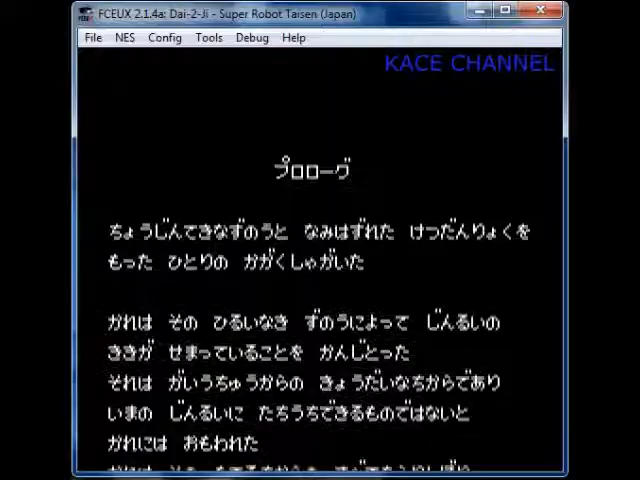 FCEUX 2.1.4a: Dai-2-Ji - Super Robot Taisen (Japan)
File NES Config Tools Debug Help
KACE CHANNEL
プロローグ
ちょうじんてきなずのうと なみはずれた けつだんりょくを
もった ひとりの かがくしゃがいた
かれは その ひるいなき ずのうによって じんるいの
ききが せまっていることを かんじとった
それは がいうちゅうからの きょうだいなちからであり
いまの じんるいに たちうちできるものではないと
かれには おもわれた